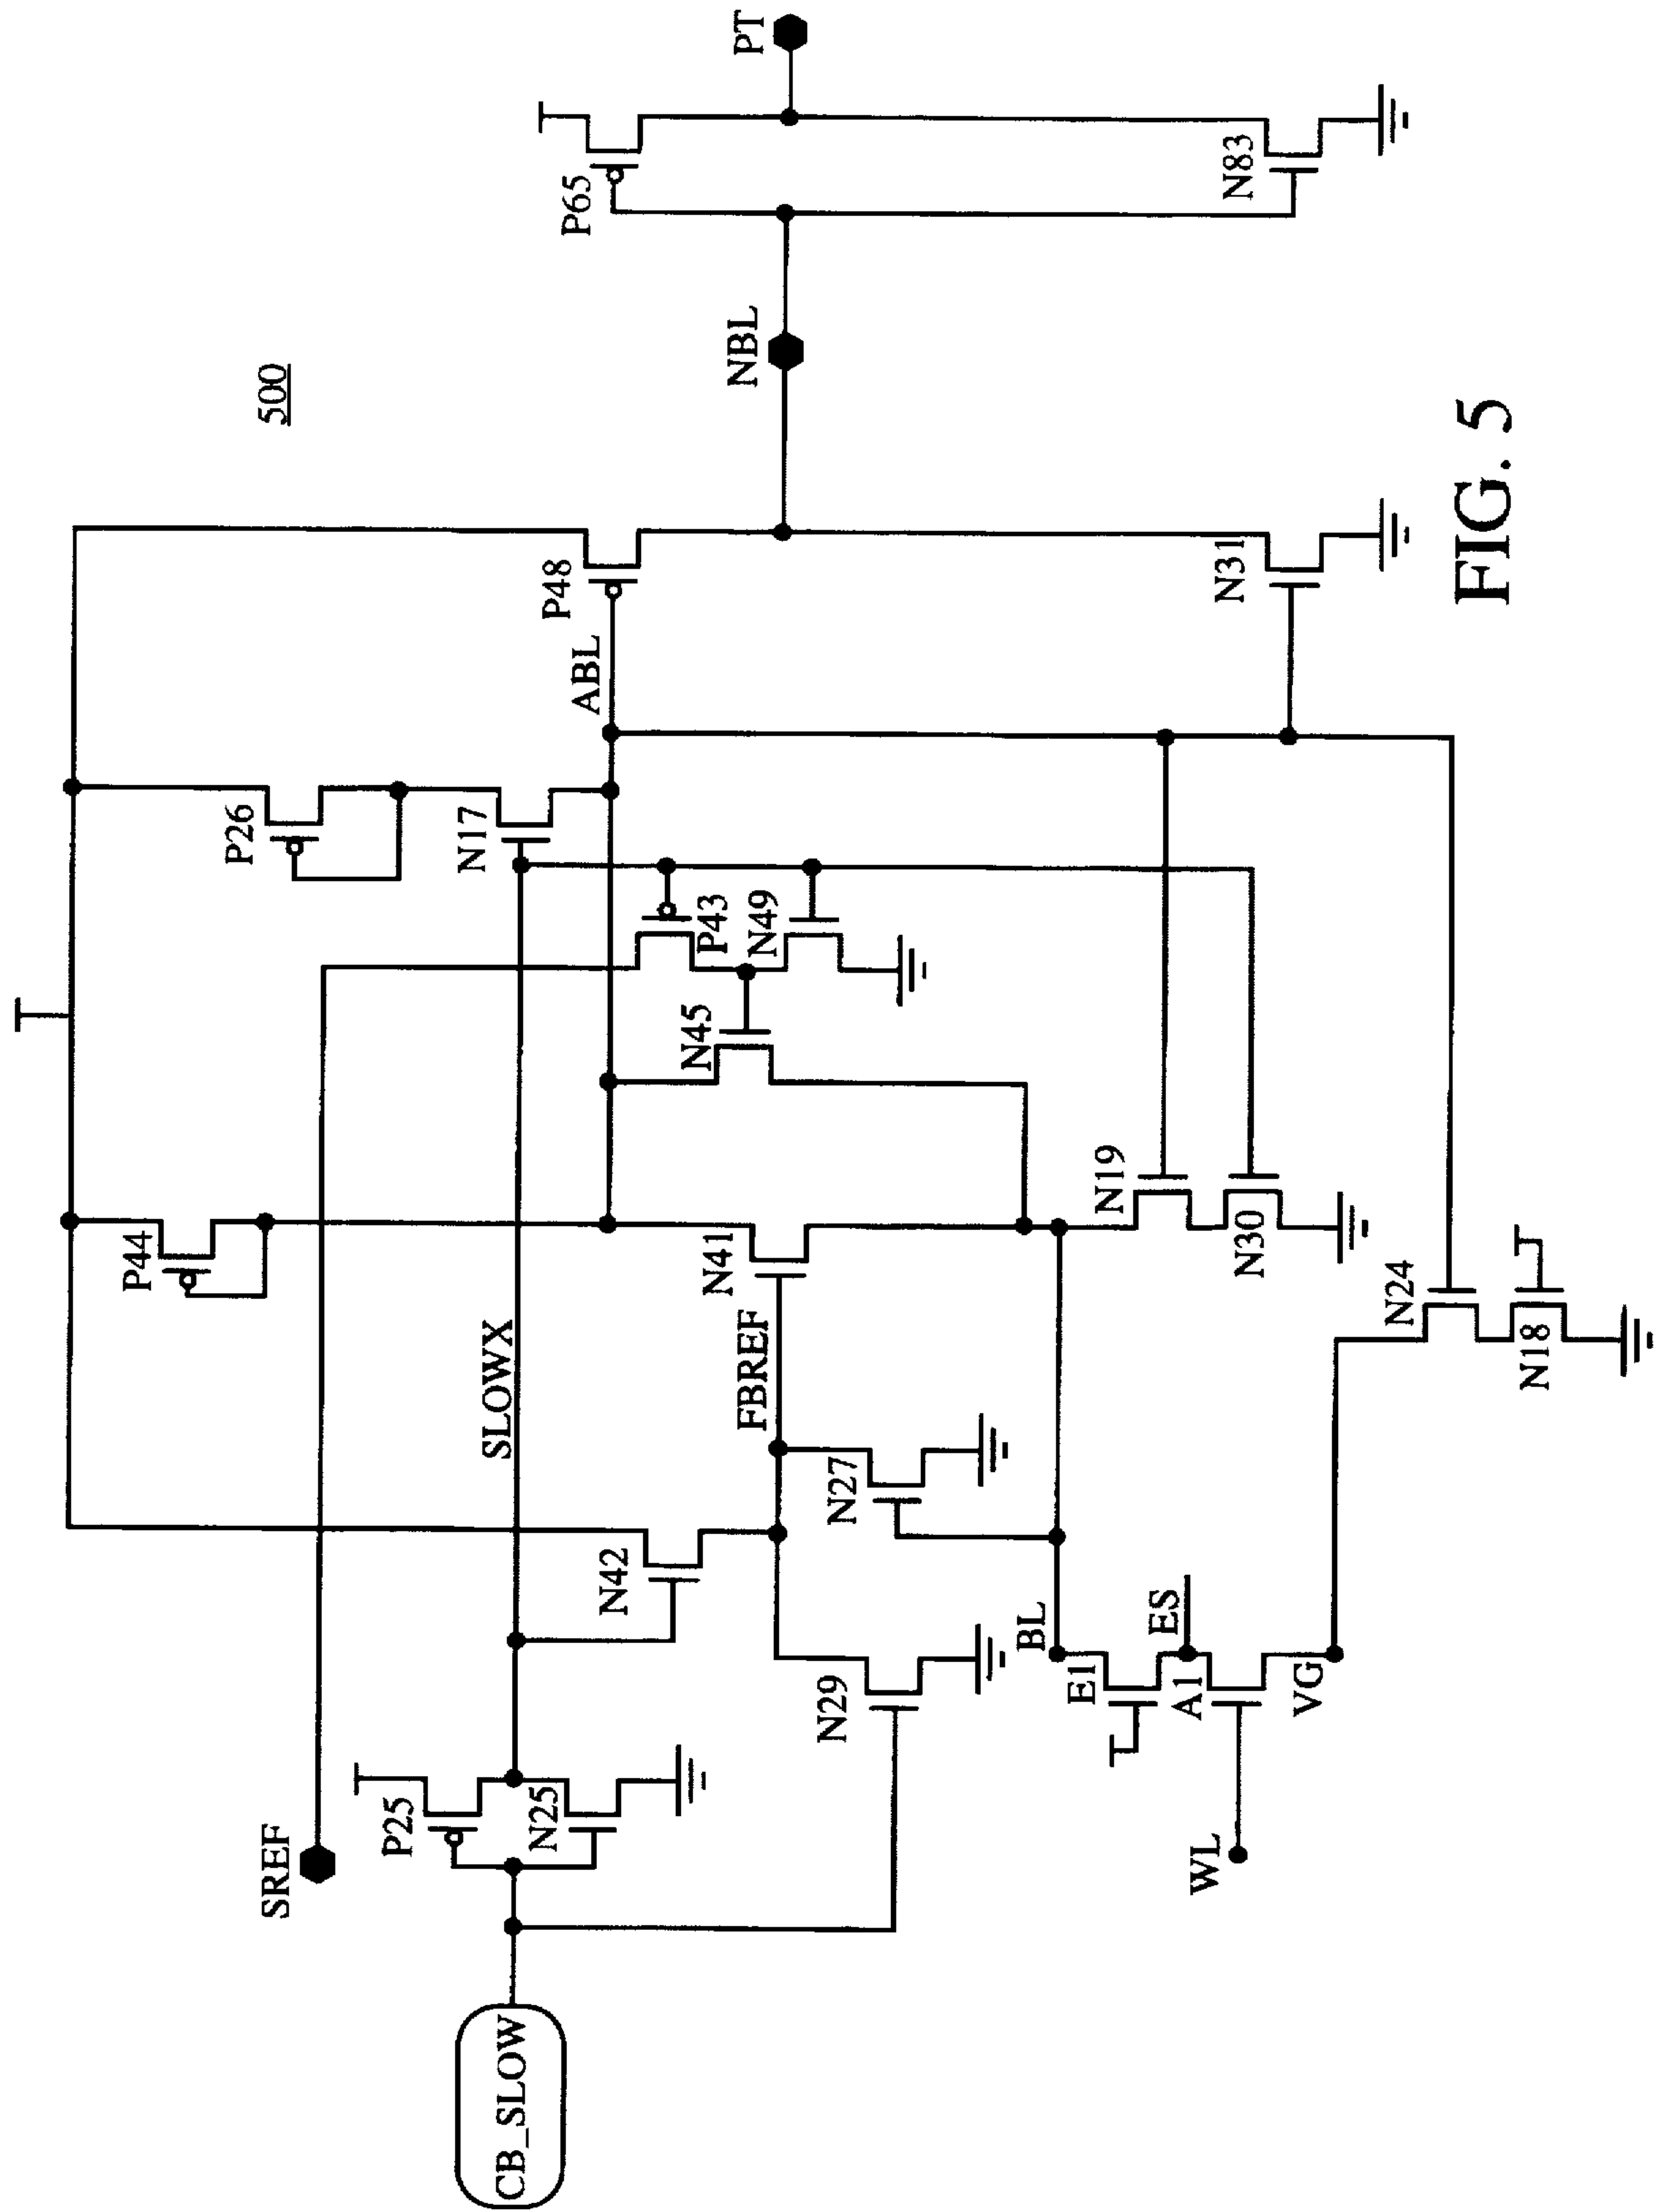 500
PT
P65
N83
NBL
P48
ABL
N31
P26
N17
P43
N49
N45
P44
N41
N19
N30
SLOWX
FBREF
N24
N18
N42
N27
SREF
P25
N25
N29
BL
E1
ES
A1
VG
WL
CB_SLOW
FIG. 5